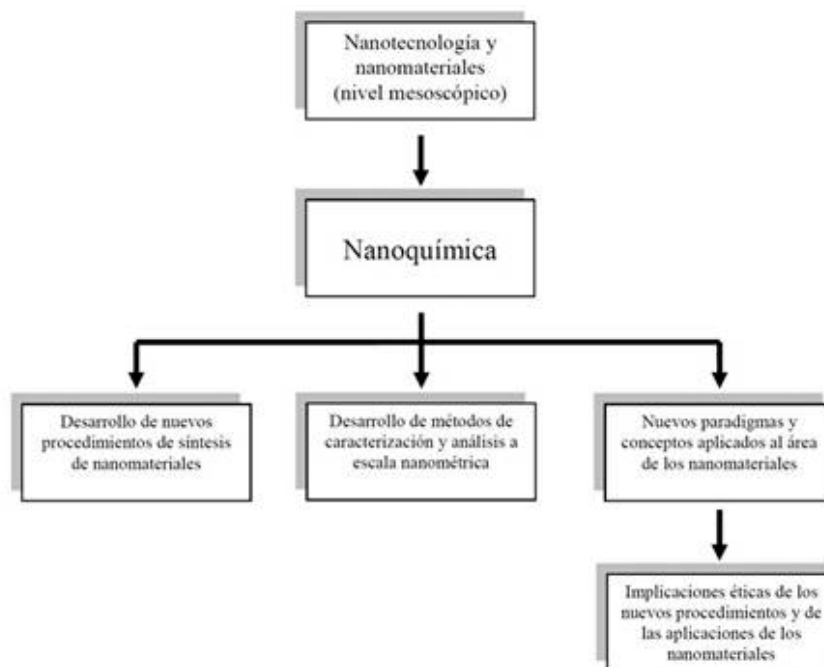 Nanotecnología y
nanomateriales
(nivel mesoscópico)
Nanoquímica
Desarrollo de nuevos
procedimientos de síntesis
de nanomateriales
Desarrollo de métodos de
caracterización y análisis a
escala nanométrica
Nuevos paradigmas y
conceptos aplicados al área
de los nanomateriales
Implicaciones éticas de los
nuevos procedimientos y de
las aplicaciones de los
nanomateriales